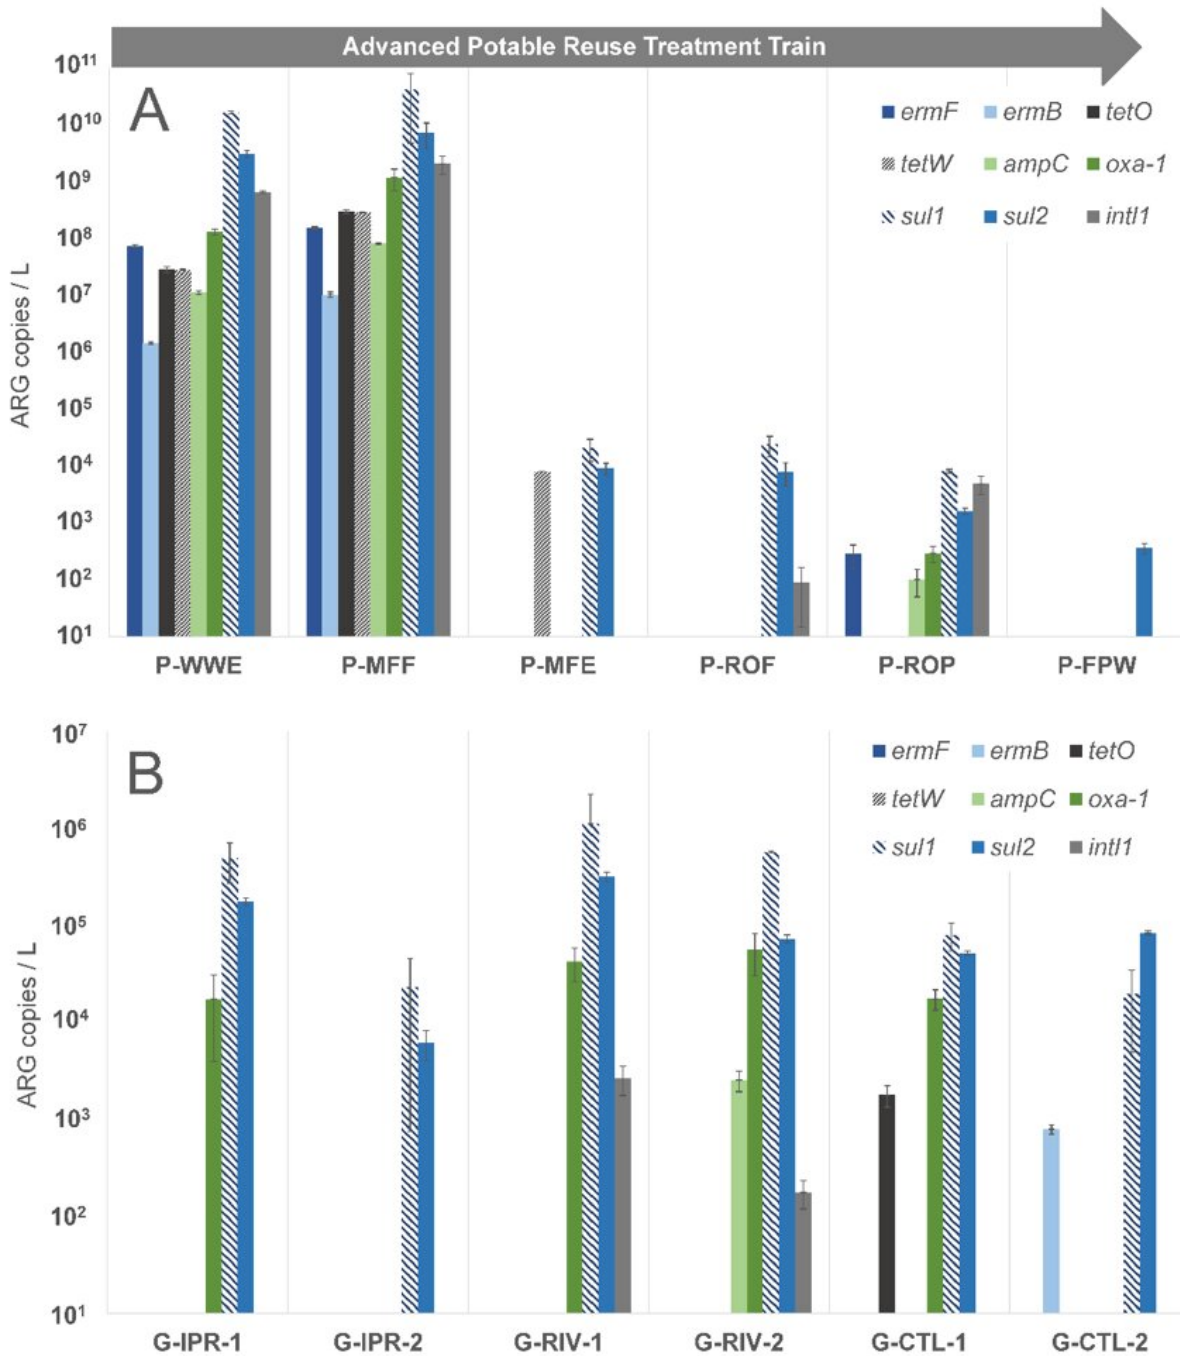 Advanced Potable Reuse Treatment Train
A
ARG copies / L
10¹¹
10¹⁰
10⁹
10⁸
10⁷
10⁶
10⁵
10⁴
10³
10²
10¹
ermF ermB tetO
tetW ampC oxa-1
sul1 sul2 intl1
P-WWE P-MFF P-MFE P-ROF P-ROP P-FPW
B
ARG copies / L
10⁷
10⁶
10⁵
10⁴
10³
10²
10¹
ermF ermB tetO
tetW ampC oxa-1
sul1 sul2 intl1
G-IPR-1 G-IPR-2 G-RIV-1 G-RIV-2 G-CTL-1 G-CTL-2